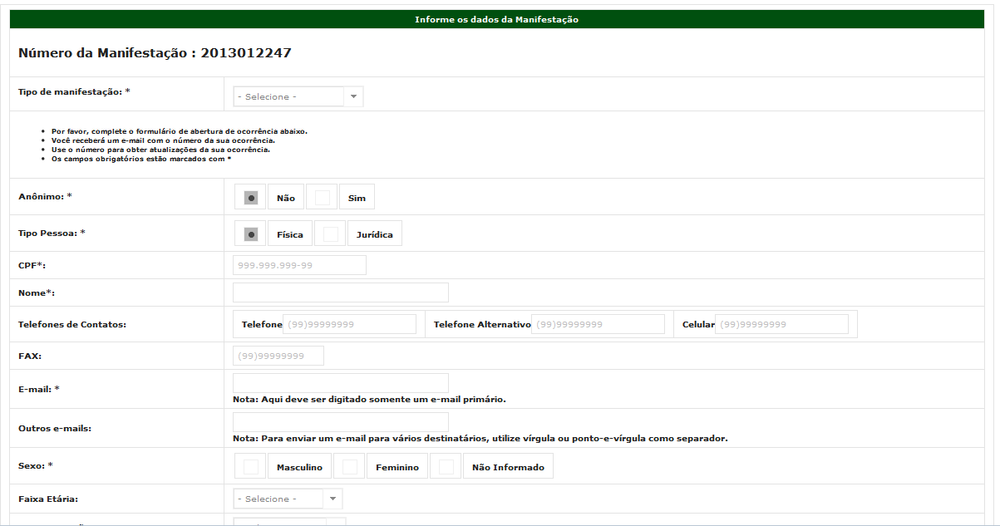 Informe os dados da Manifestação
Número da Manifestação : 2013012247
Tipo de manifestação: * - Selecione -
• Por favor, complete o formulário de abertura de ocorrência abaixo.
• Você receberá um e-mail com o número da sua ocorrência.
• Use o número para obter atualizações da sua ocorrência.
• Os campos obrigatórios estão marcados com *
Anônimo: * Não Sim
Tipo Pessoa: * Física Jurídica
CPF*: 999.999.999-99
Nome*:
Telefones de Contatos: Telefone (99)99999999 Telefone Alternativo (99)99999999 Celular (99)99999999
FAX: (99)99999999
E-mail: *
Nota: Aqui deve ser digitado somente um e-mail primário.
Outros e-mails:
Nota: Para enviar um e-mail para vários destinatários, utilize vírgula ou ponto-e-vírgula como separador.
Sexo: * Masculino Feminino Não Informado
Faixa Etária: - Selecione -